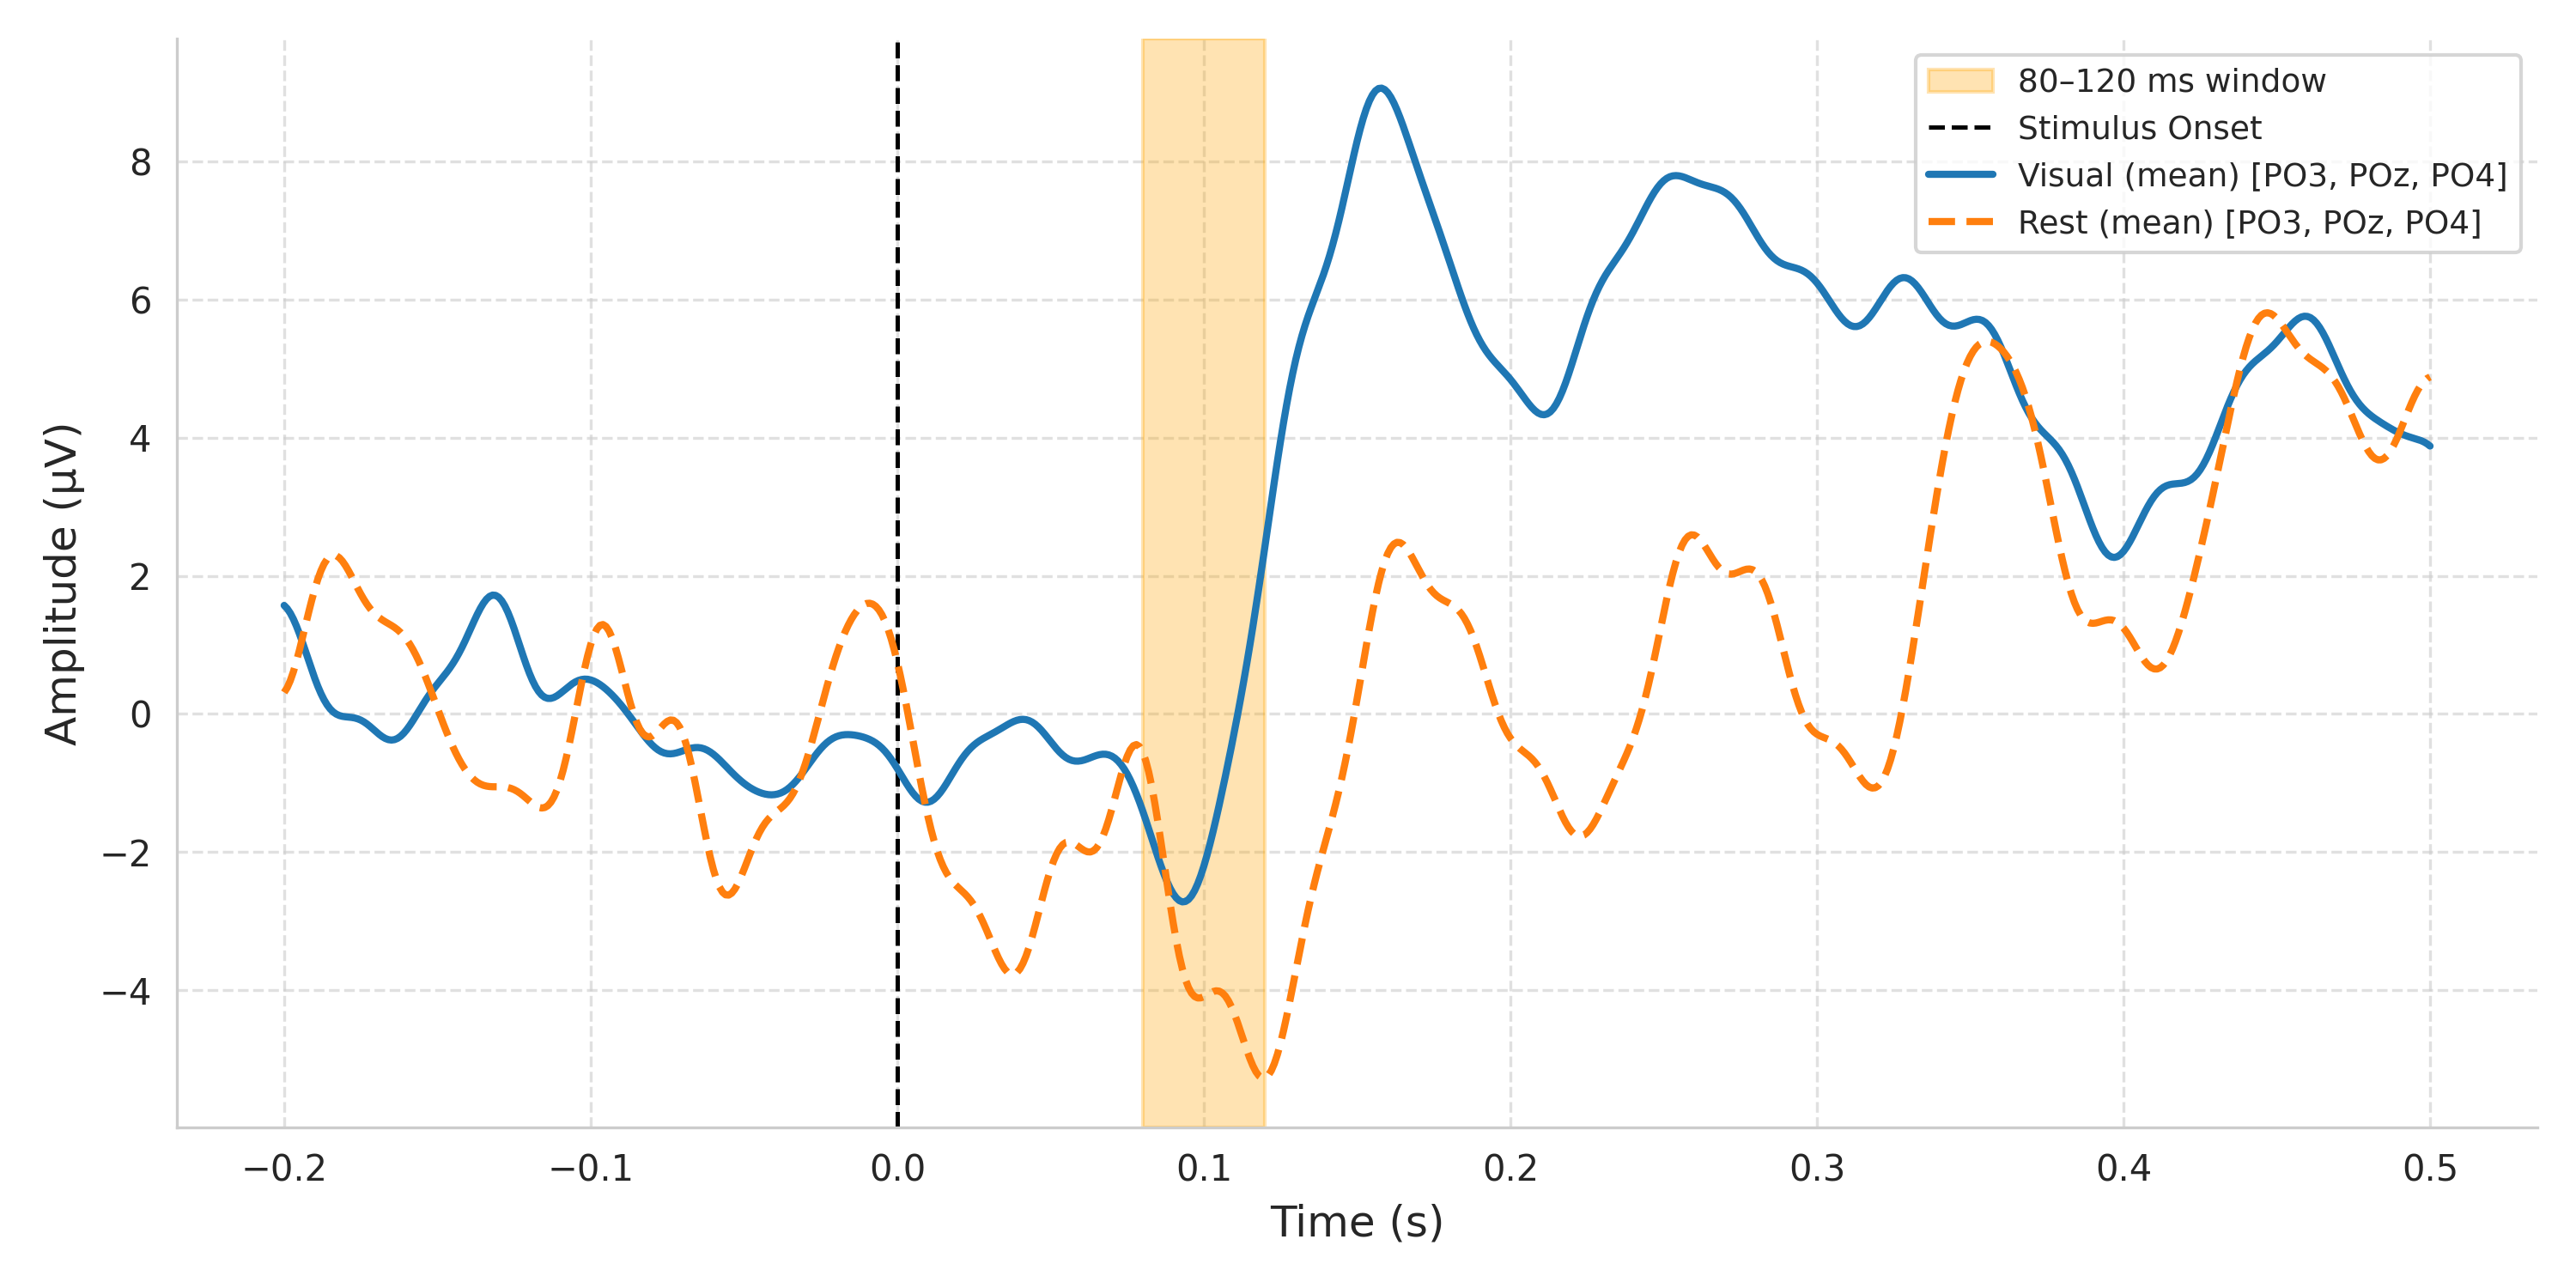 80–120 ms window
Stimulus Onset
Visual (mean) [PO3, POz, PO4]
Rest (mean) [PO3, POz, PO4]
Amplitude (µV)
8
6
4
2
0
−2
−4
−0.2 −0.1 0.0 0.1 0.2 0.3 0.4 0.5
Time (s)